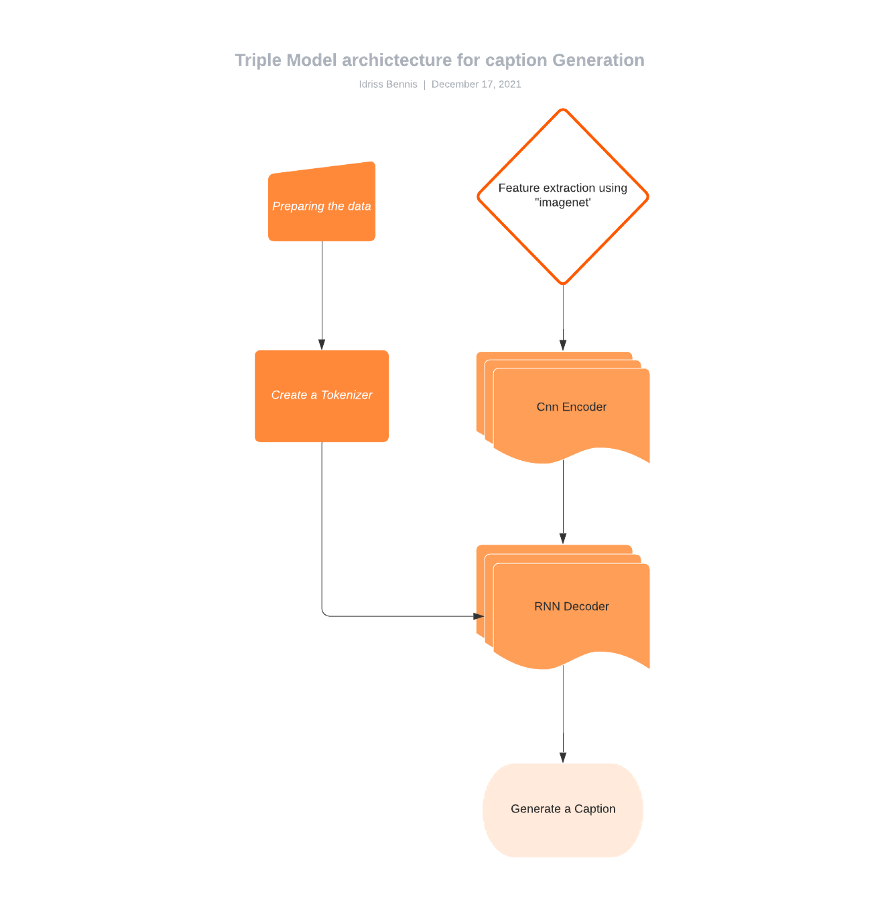 Triple Model archictecture for caption Generation
Idriss Bennis | December 17, 2021
Preparing the data
Feature extraction using
"imagenet'
Create a Tokenizer
Cnn Encoder
RNN Decoder
Generate a Caption